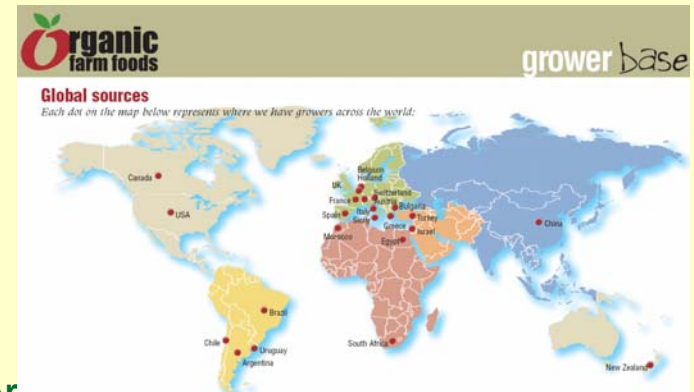 Organic
farm foods
grower base
Global sources
Each dot on the map below represents where we have growers across the world:
Canada
USA
Belgium
Holland
UK
Switzerland
France
Austria
Spain
Italy
Bulgaria
Sicily
Turkey
Greece
Israel
Morocco
Egypt
China
Brazil
Chile
Uruguay
Argentina
South Africa
New Zealand